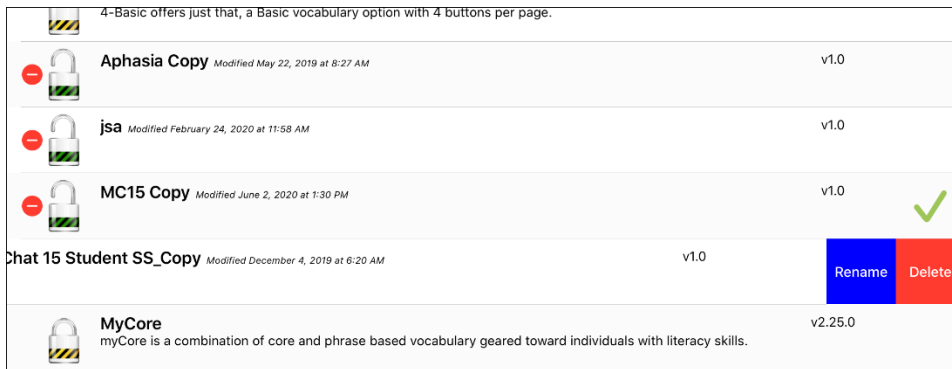 4-Basic offers just that, a Basic vocabulary option with 4 buttons per page.
Aphasia Copy Modified May 22, 2019 at 8:27 AM v1.0
jsa Modified February 24, 2020 at 11:58 AM v1.0
MC15 Copy Modified June 2, 2020 at 1:30 PM v1.0
Chat 15 Student SS_Copy Modified December 4, 2019 at 6:20 AM v1.0 Rename Delete
MyCore v2.25.0
myCore is a combination of core and phrase based vocabulary geared toward individuals with literacy skills.